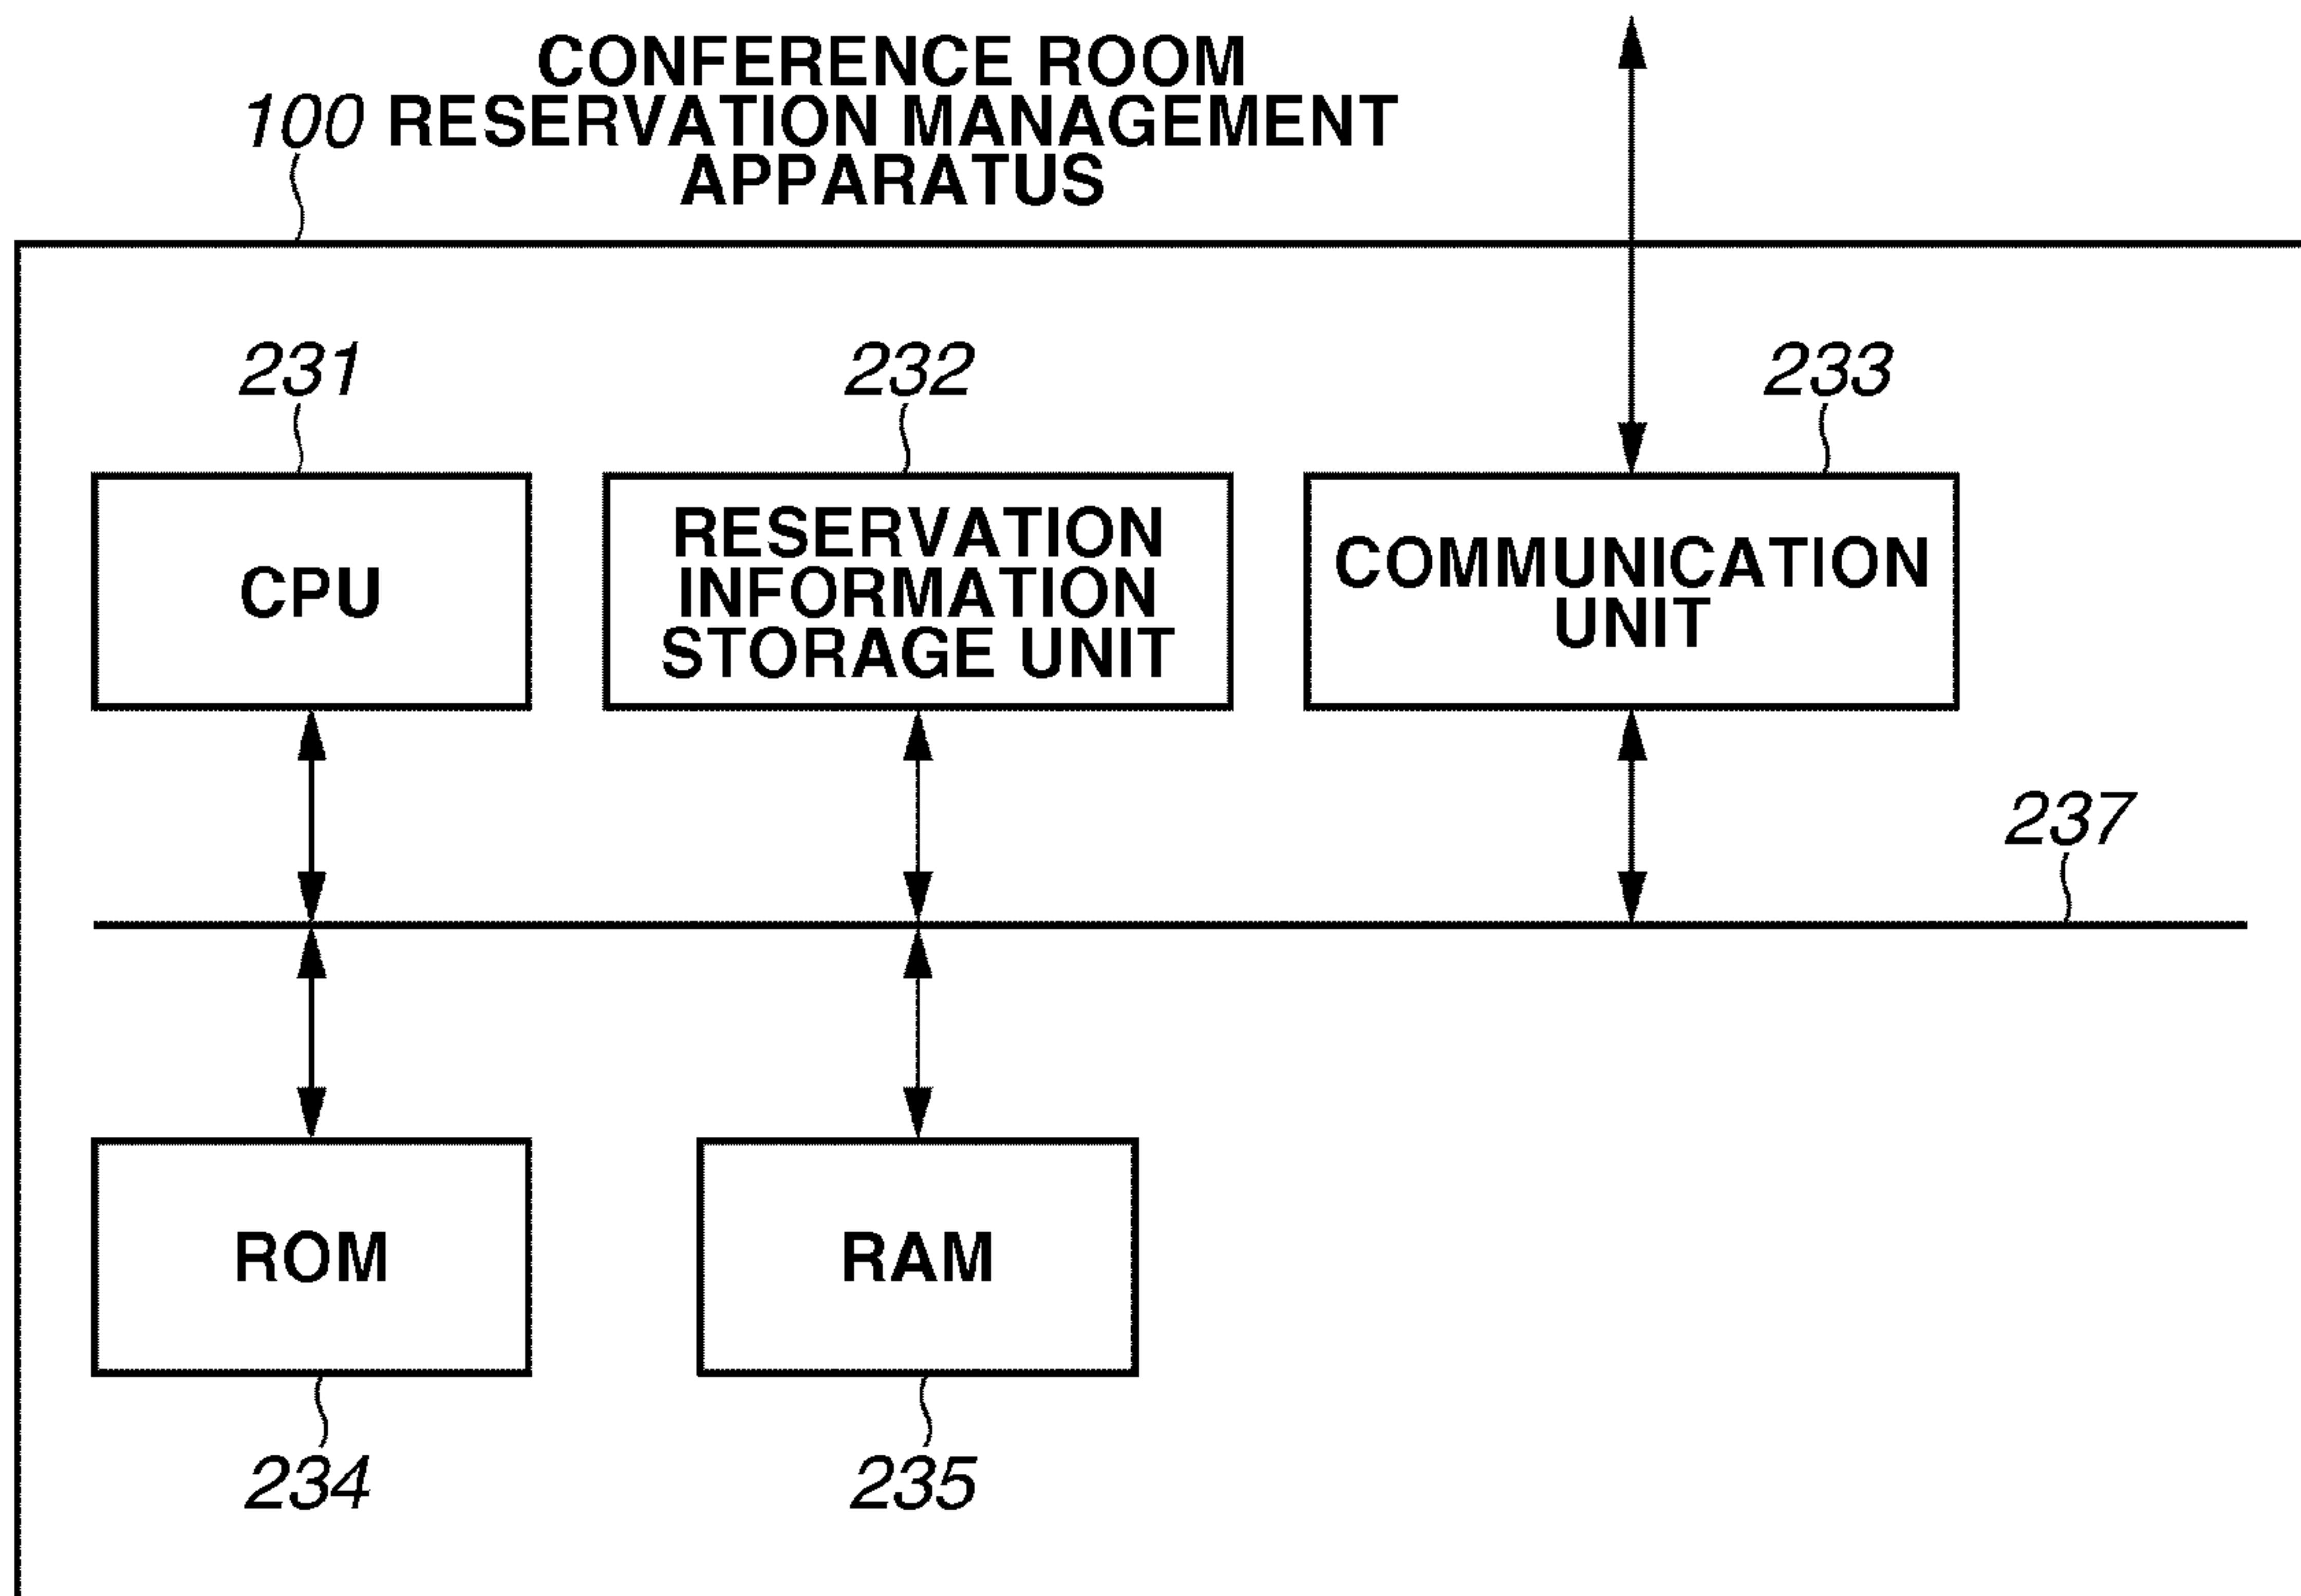 CONFERENCE ROOM
100 RESERVATION MANAGEMENT
APPARATUS
231
232
233
CPU
RESERVATION
INFORMATION
STORAGE UNIT
COMMUNICATION
UNIT
237
ROM
RAM
234
235